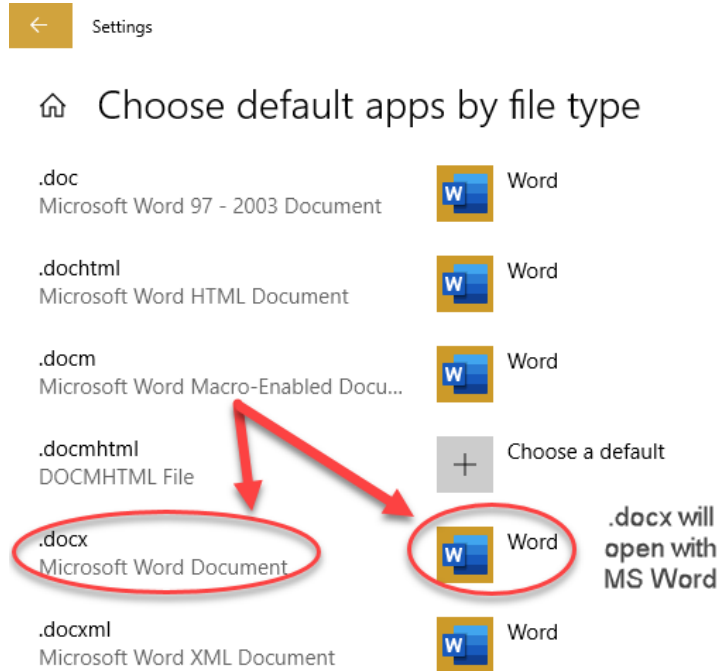 Settings
Choose default apps by file type
.doc
Microsoft Word 97 - 2003 Document
W
Word
.dochtml
Microsoft Word HTML Document
W
Word
.docm
Microsoft Word Macro-Enabled Docu...
W
Word
.docmhtml
DOCMHTML File
Choose a default
.docx
Microsoft Word Document
W
Word
.docx will
open with
MS Word
.docxml
Microsoft Word XML Document
W
Word